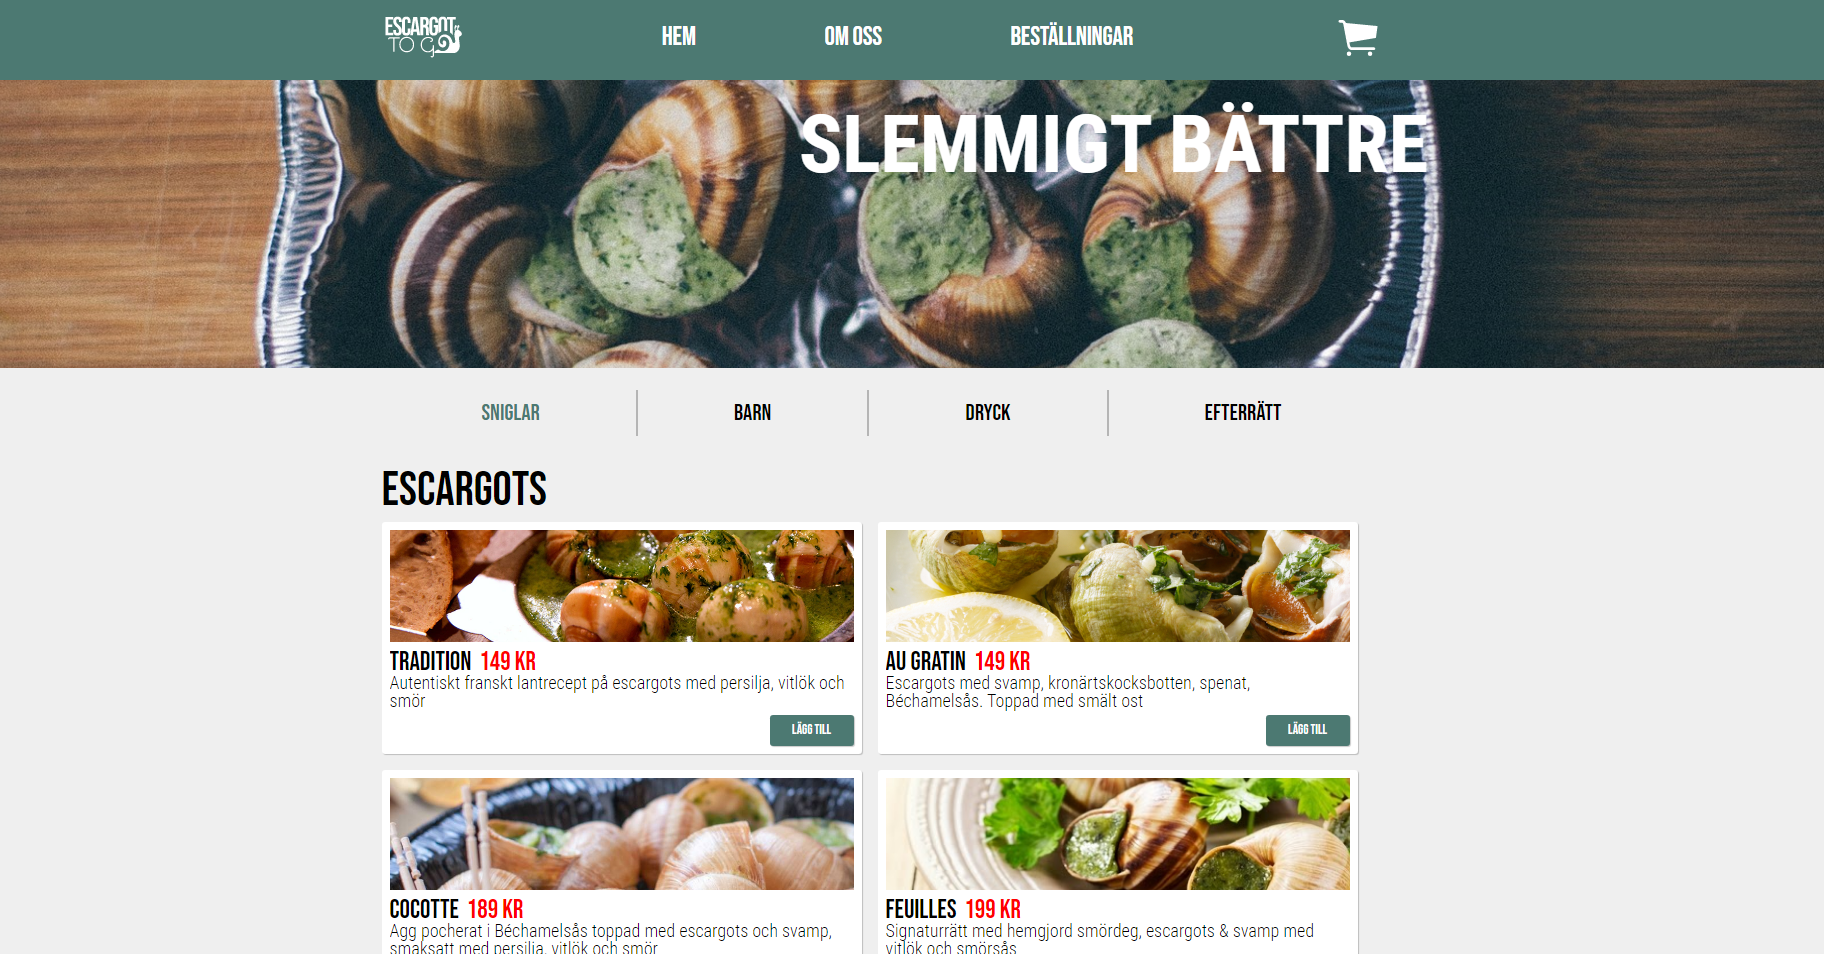 ESCARGOT
TO GO
HEM
OM OSS
BESTÄLLNINGAR
SLEMMIGT BÄTTRE
SNIGLAR
BARN
DRYCK
EFTERRÄTT
ESCARGOTS
TRADITION 149 KR
Autentiskt franskt lantrecept på escargots med persilja, vitlök och
smör
LÄGG TILL
AU GRATIN 149 KR
Escargots med svamp, kronärtskocksbotten, spenat,
Béchamelsås. Toppad med smält ost
LÄGG TILL
COCOTTE 189 KR
Ägg pocherat i Béchamelsås toppad med escargots och svamp,
smaksatt med persilja, vitlök och smör
FEUILLES 199 KR
Signaturrätt med hemgjord smördeg, escargots & svamp med
vitlök och smörsås